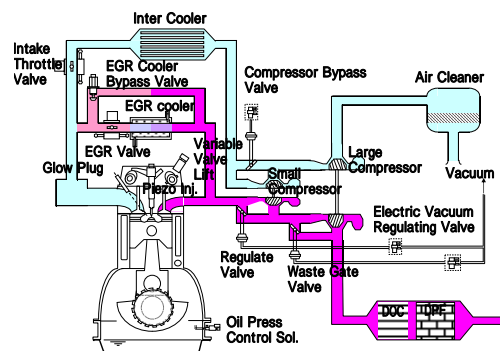 Inter Cooler
Intake
Throttle
Valve
EGR Cooler
Bypass Valve
Compressor Bypass
Valve
Air Cleaner
EGR cooler
EGR Valve
Variable
Valve
Lift
Large
Compressor
Glow Plug
Piezo Inj.
Small
Compressor
Vacuum
Electric Vacuum
Regulating Valve
Regulate
Valve
Waste Gate
Valve
Oil Press
Control Sol.
DOC
DPF